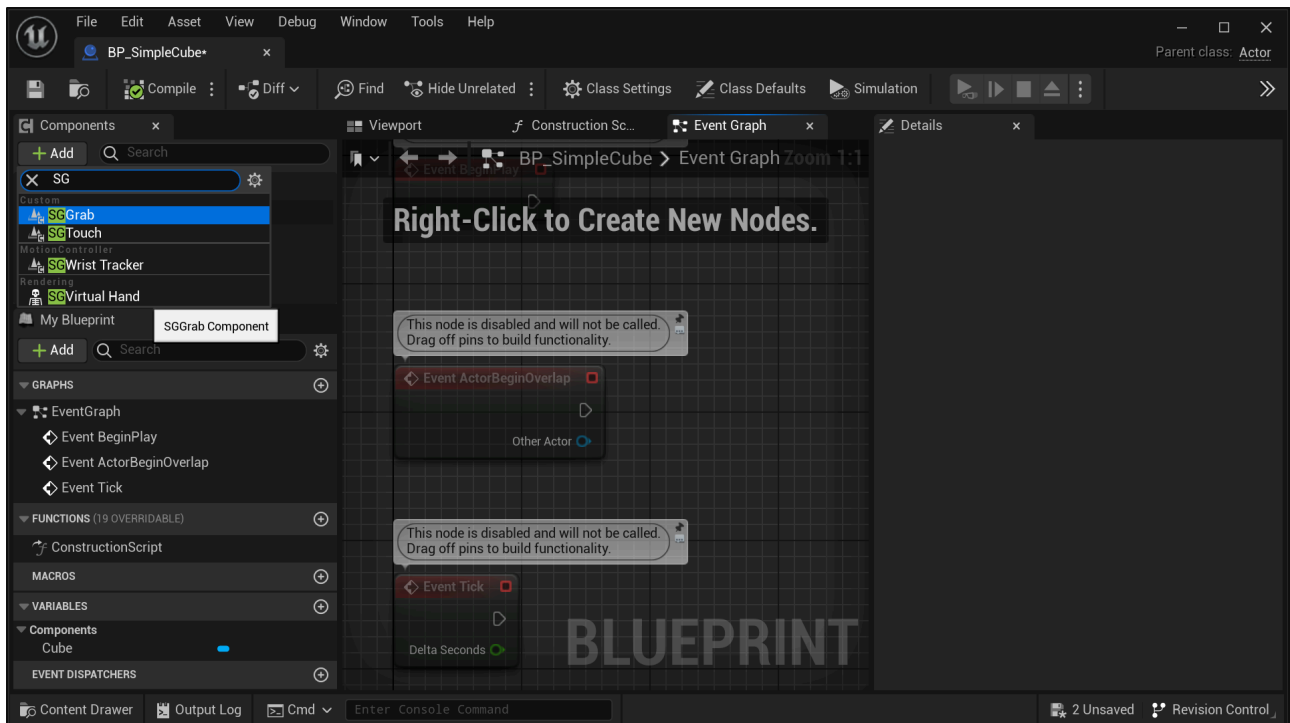 File Edit Asset View Debug Window Tools Help
BP_SimpleCube*
Parent class: Actor
Compile Diff Find Hide Unrelated Class Settings Class Defaults Simulation
Components
Viewport Construction Sc... Event Graph Details
+ Add Search
BP_SimpleCube > Event Graph Zoom 1:1
Event BeginPlay
SG
Custom
SGGrab
SGTouch
MotionController
SGWrist Tracker
Rendering
SGVirtual Hand
SGGrab Component
Right-Click to Create New Nodes.
My Blueprint
+ Add Search
GRAPHS
EventGraph
Event BeginPlay
Event ActorBeginOverlap
Event Tick
FUNCTIONS (19 OVERRIDABLE)
ConstructionScript
MACROS
VARIABLES
Components
Cube
EVENT DISPATCHERS
This node is disabled and will not be called.
Drag off pins to build functionality.
Event ActorBeginOverlap
Other Actor
This node is disabled and will not be called.
Drag off pins to build functionality.
Event Tick
Delta Seconds
BLUEPRINT
Content Drawer Output Log Cmd Enter Console Command 2 Unsaved Revision Control